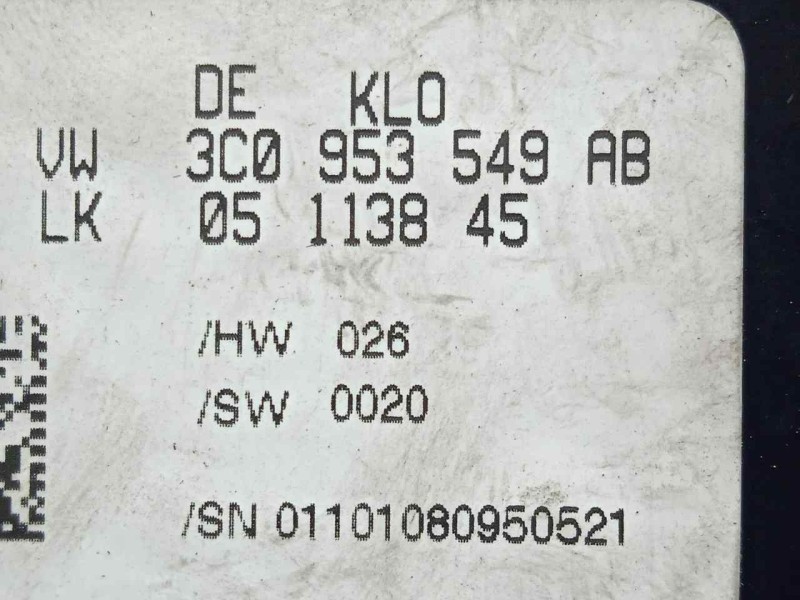 DE KLO
VW 3C0 953 549 AB
LK 05 1138 45
/HW 026
/SW 0020
/SN 01101080950521